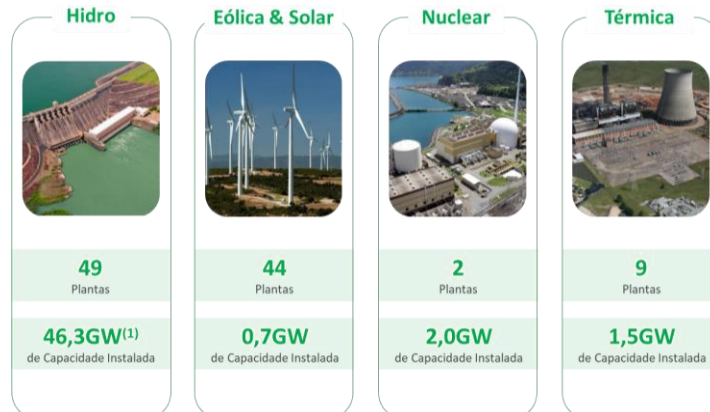 Hidro
49
Plantas
46,3GW(1)
de Capacidade Instalada
Eólica & Solar
44
Plantas
0,7GW
de Capacidade Instalada
Nuclear
2
Plantas
2,0GW
de Capacidade Instalada
Térmica
9
Plantas
1,5GW
de Capacidade Instalada